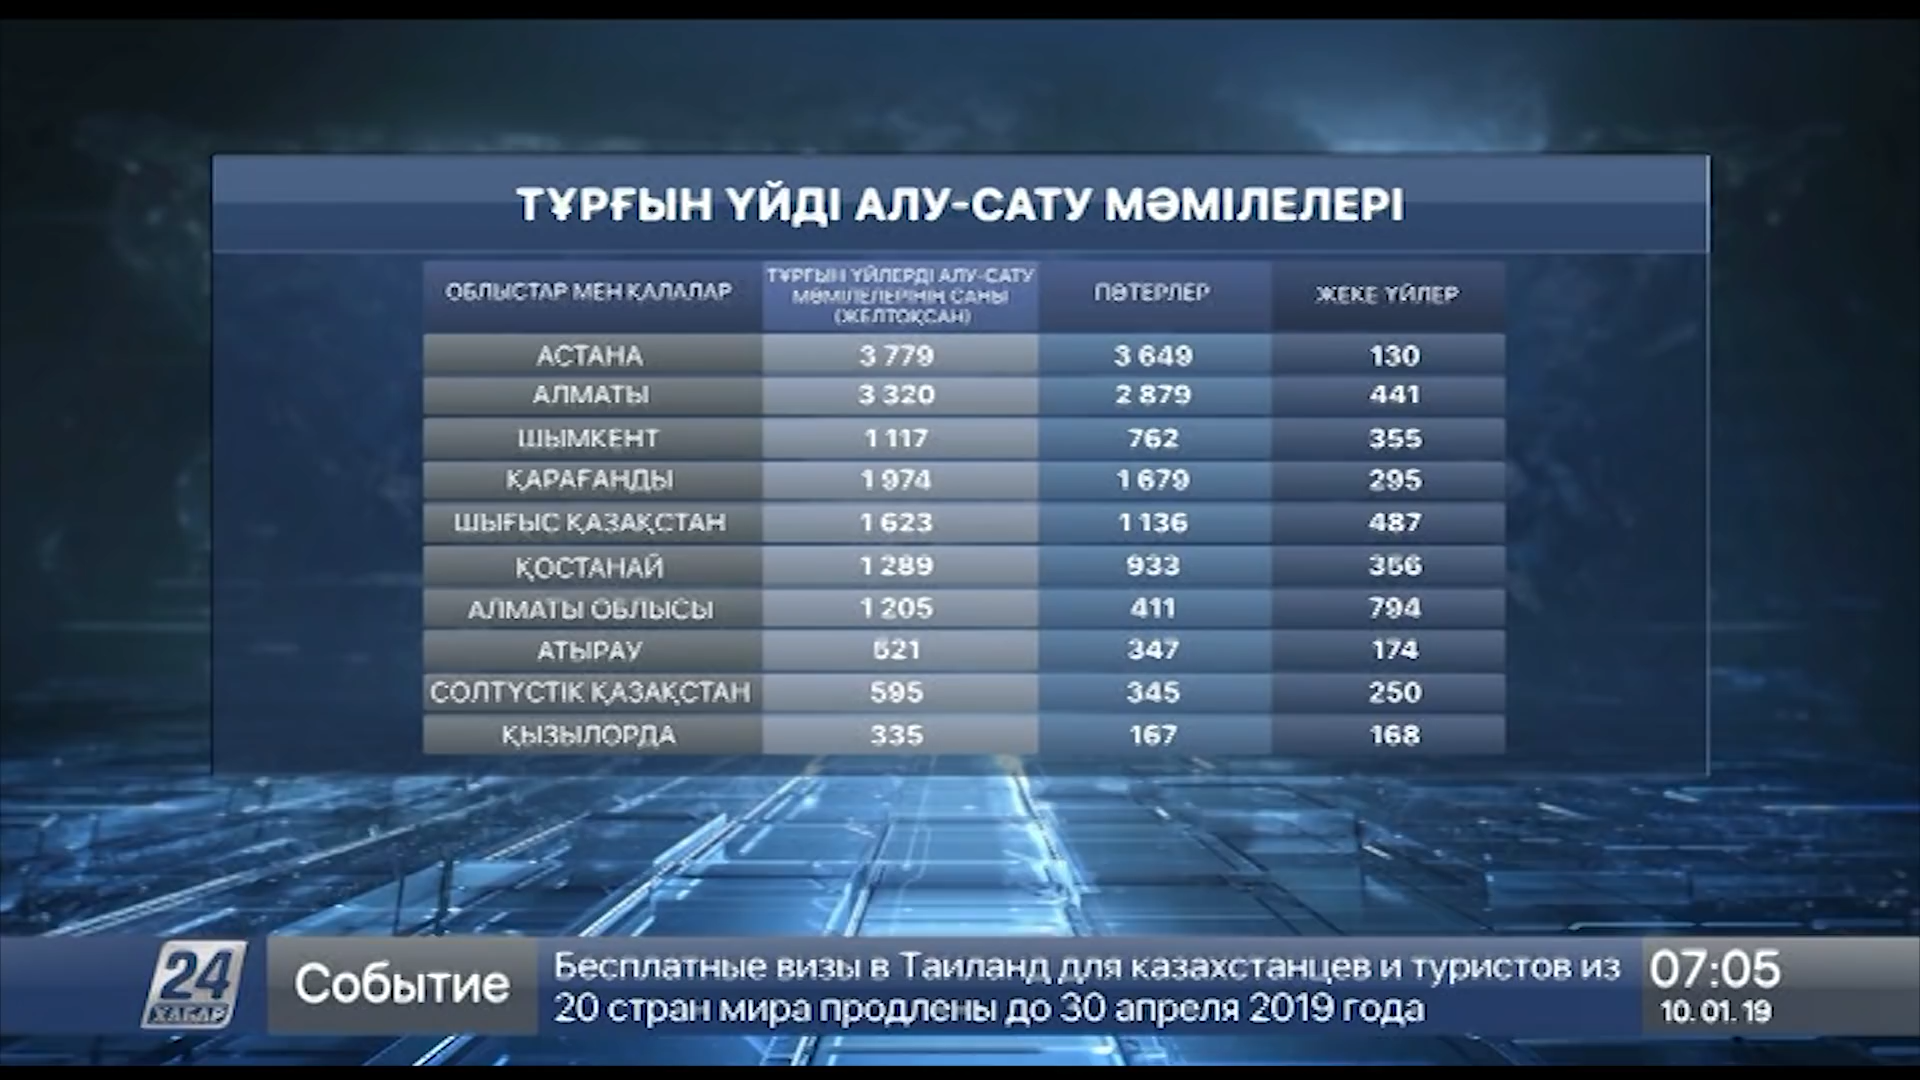 ТҰРҒЫН ҮЙДІ АЛУ-САТУ МӘМІЛЕЛЕРІ
ОБЛЫСТАР МЕН ҚАЛАЛАР
ТҰРҒЫН ҮЙЛЕРДІ АЛУ-САТУ
МӘМІЛЕЛЕРІНІҢ САНЫ
(ЖЕЛТОҚСАН)
ПӘТЕРЛЕР
ЖЕКЕ ҮЙЛЕР
АСТАНА 3 779 3 649 130
АЛМАТЫ 3 320 2 879 441
ШЫМКЕНТ 1 117 762 355
ҚАРАҒАНДЫ 1 974 1 679 295
ШЫҒЫС ҚАЗАҚСТАН 1 623 1 136 487
ҚОСТАНАЙ 1 289 933 356
АЛМАТЫ ОБЛЫСЫ 1 205 411 794
АТЫРАУ 521 347 174
СОЛТҮСТІК ҚАЗАҚСТАН 595 345 250
ҚЫЗЫЛОРДА 335 167 168
24
ХАБАР
Событие
Бесплатные визы в Таиланд для казахстанцев и туристов из
20 стран мира продлены до 30 апреля 2019 года
07:05
10.01.19